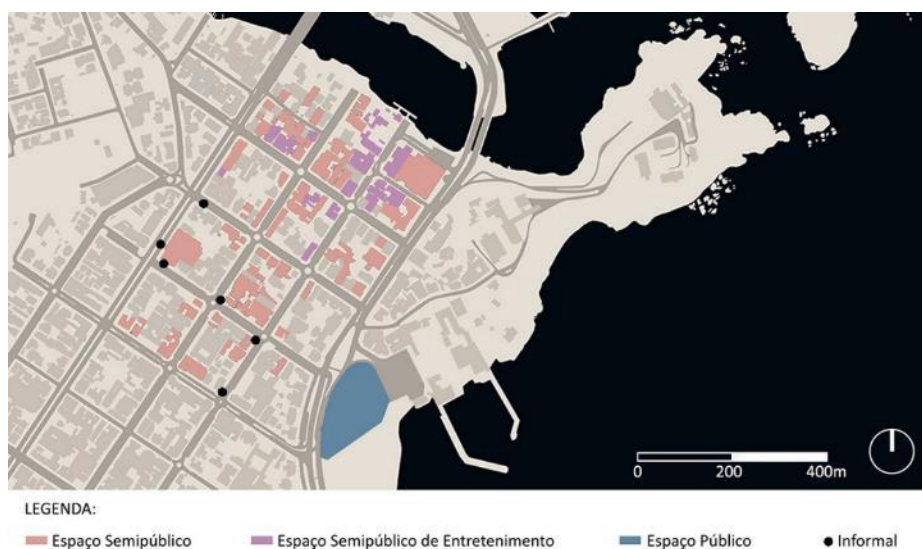 0 200 400m
LEGENDA:
Espaço Semipúblico Espaço Semipúblico de Entretenimento Espaço Público Informal